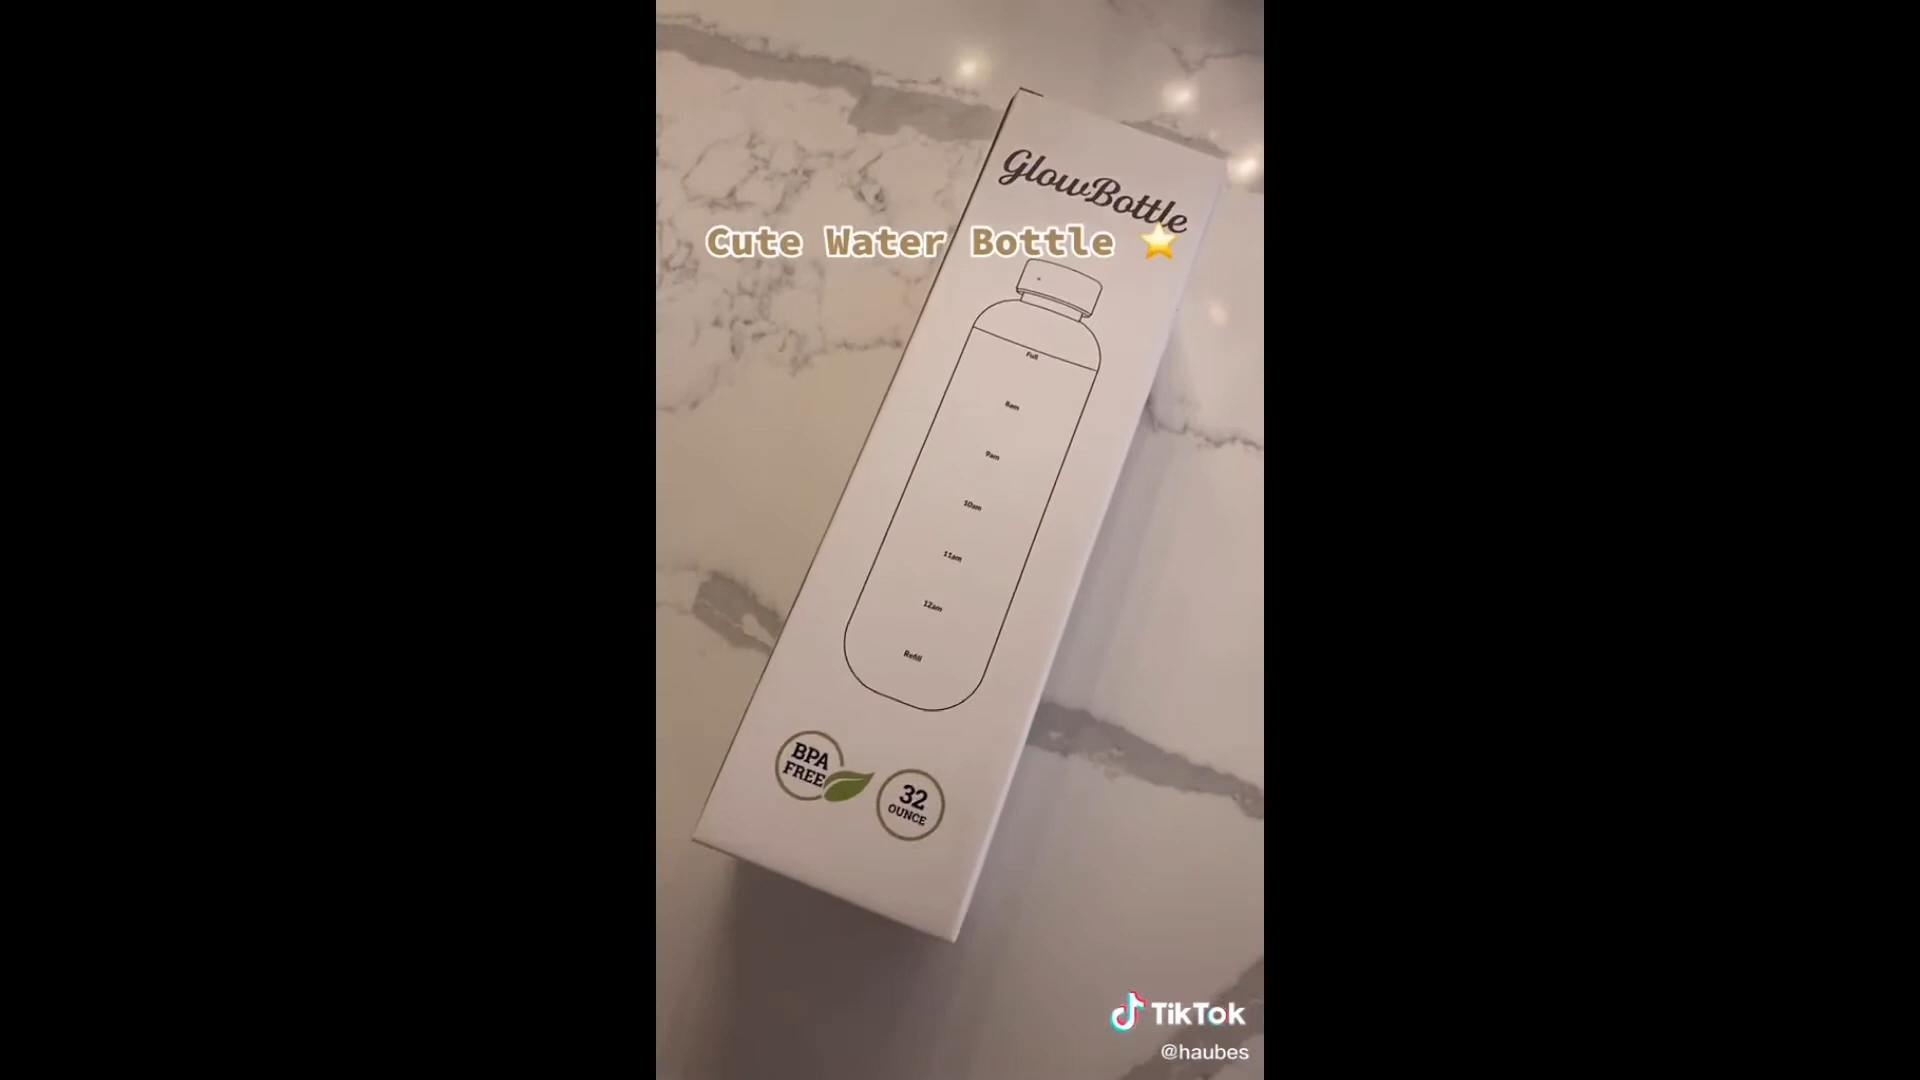 GlowBottle
Cute Water Bottle ⭐
Full
8am
9am
10am
11am
12am
Refill
BPA
FREE
32
OUNCE
TikTok
@haubes